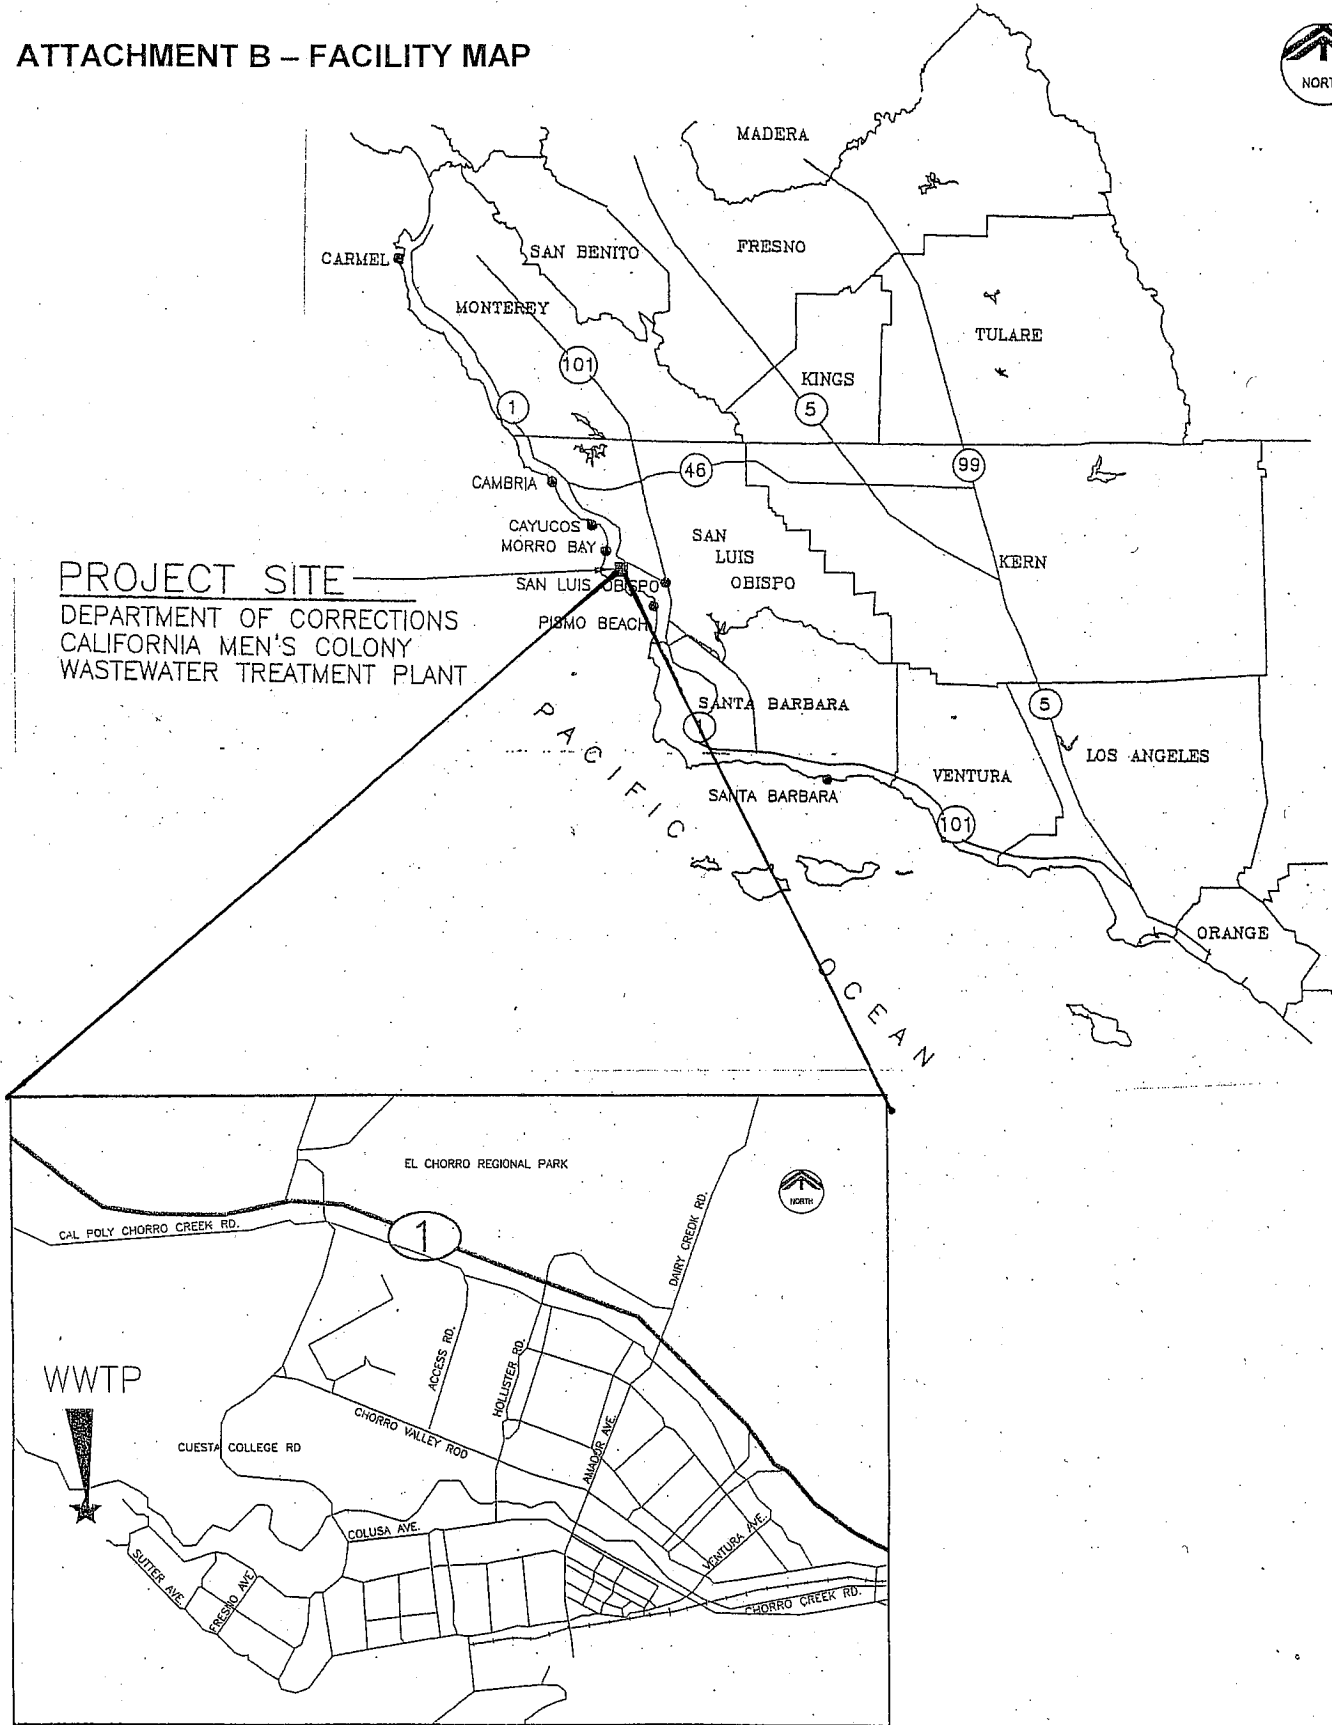 ATTACHMENT B – FACILITY MAP
NORT
MADERA
CARMEL
SAN BENITO
FRESNO
MONTEREY
TULARE
101
KINGS
1
5
46
99
CAMBRIA
CAYUCOS
MORRO BAY
SAN
LUIS
OBISPO
KERN
PROJECT SITE
DEPARTMENT OF CORRECTIONS
CALIFORNIA MEN'S COLONY
WASTEWATER TREATMENT PLANT
SAN LUIS OBISPO
PISMO BEACH
SANTA BARBARA
5
1
PACIFIC
LOS ANGELES
VENTURA
SANTA BARBARA
101
ORANGE
OCEAN
EL CHORRO REGIONAL PARK
NORTH
CAL POLY CHORRO CREEK RD.
1
DAIRY CREDK RD.
ACCESS RD.
HOLLISTER RD.
WWTP
CHORRO VALLEY ROD
AMADOR AVE.
CUESTA COLLEGE RD
COLUSA AVE.
VENTURA AVE.
SUTTER AVE.
FRESNO AVE
CHORRO CREEK RD.